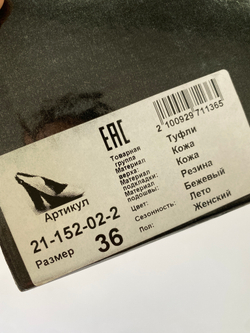 EAC
2 100929 711365
Товарная группа Туфли
Материал верха: Кожа
Материал подкладки: Кожа
Материал подошвы: Резина
Цвет: Бежевый
Сезонность: Лето
Пол: Женский
Артикул
21-152-02-2
Размер 36